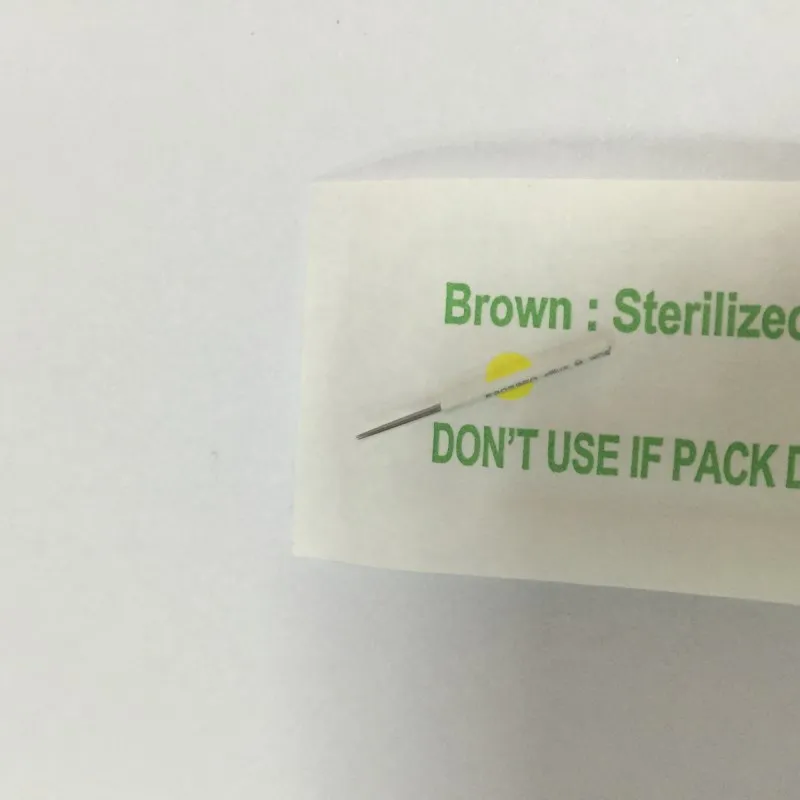 Brown : Sterilized
DON'T USE IF PACK D